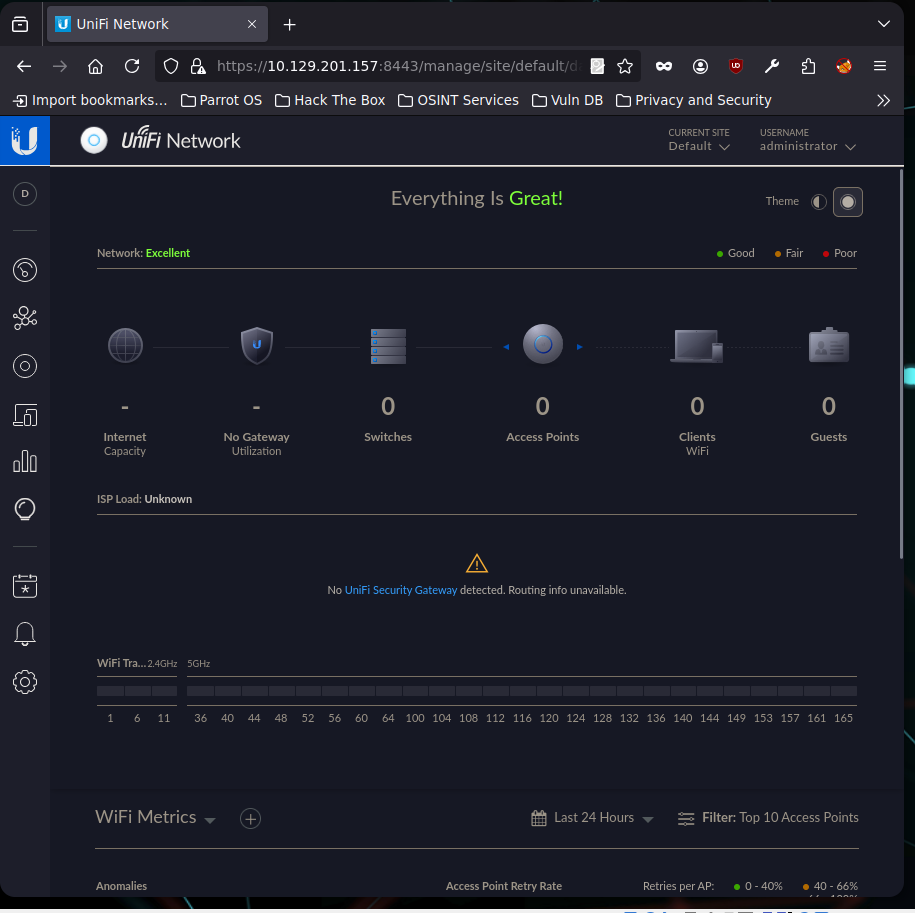 UniFi Network
https://10.129.201.157:8443/manage/site/default/d
Import bookmarks... Parrot OS Hack The Box OSINT Services Vuln DB Privacy and Security
UniFi Network
CURRENT SITE
Default
USERNAME
administrator
D
Everything Is Great!
Theme
Network: Excellent
Good Fair Poor
- - 0 0 0 0
Internet No Gateway Switches Access Points Clients Guests
Capacity Utilization WiFi
ISP Load: Unknown
No UniFi Security Gateway detected. Routing info unavailable.
WiFi Tra... 2.4GHz 5GHz
1 6 11 36 40 44 48 52 56 60 64 100 104 108 112 116 120 124 128 132 136 140 144 149 153 157 161 165
WiFi Metrics
Last 24 Hours Filter: Top 10 Access Points
Anomalies Access Point Retry Rate Retries per AP: 0 - 40% 40 - 66%